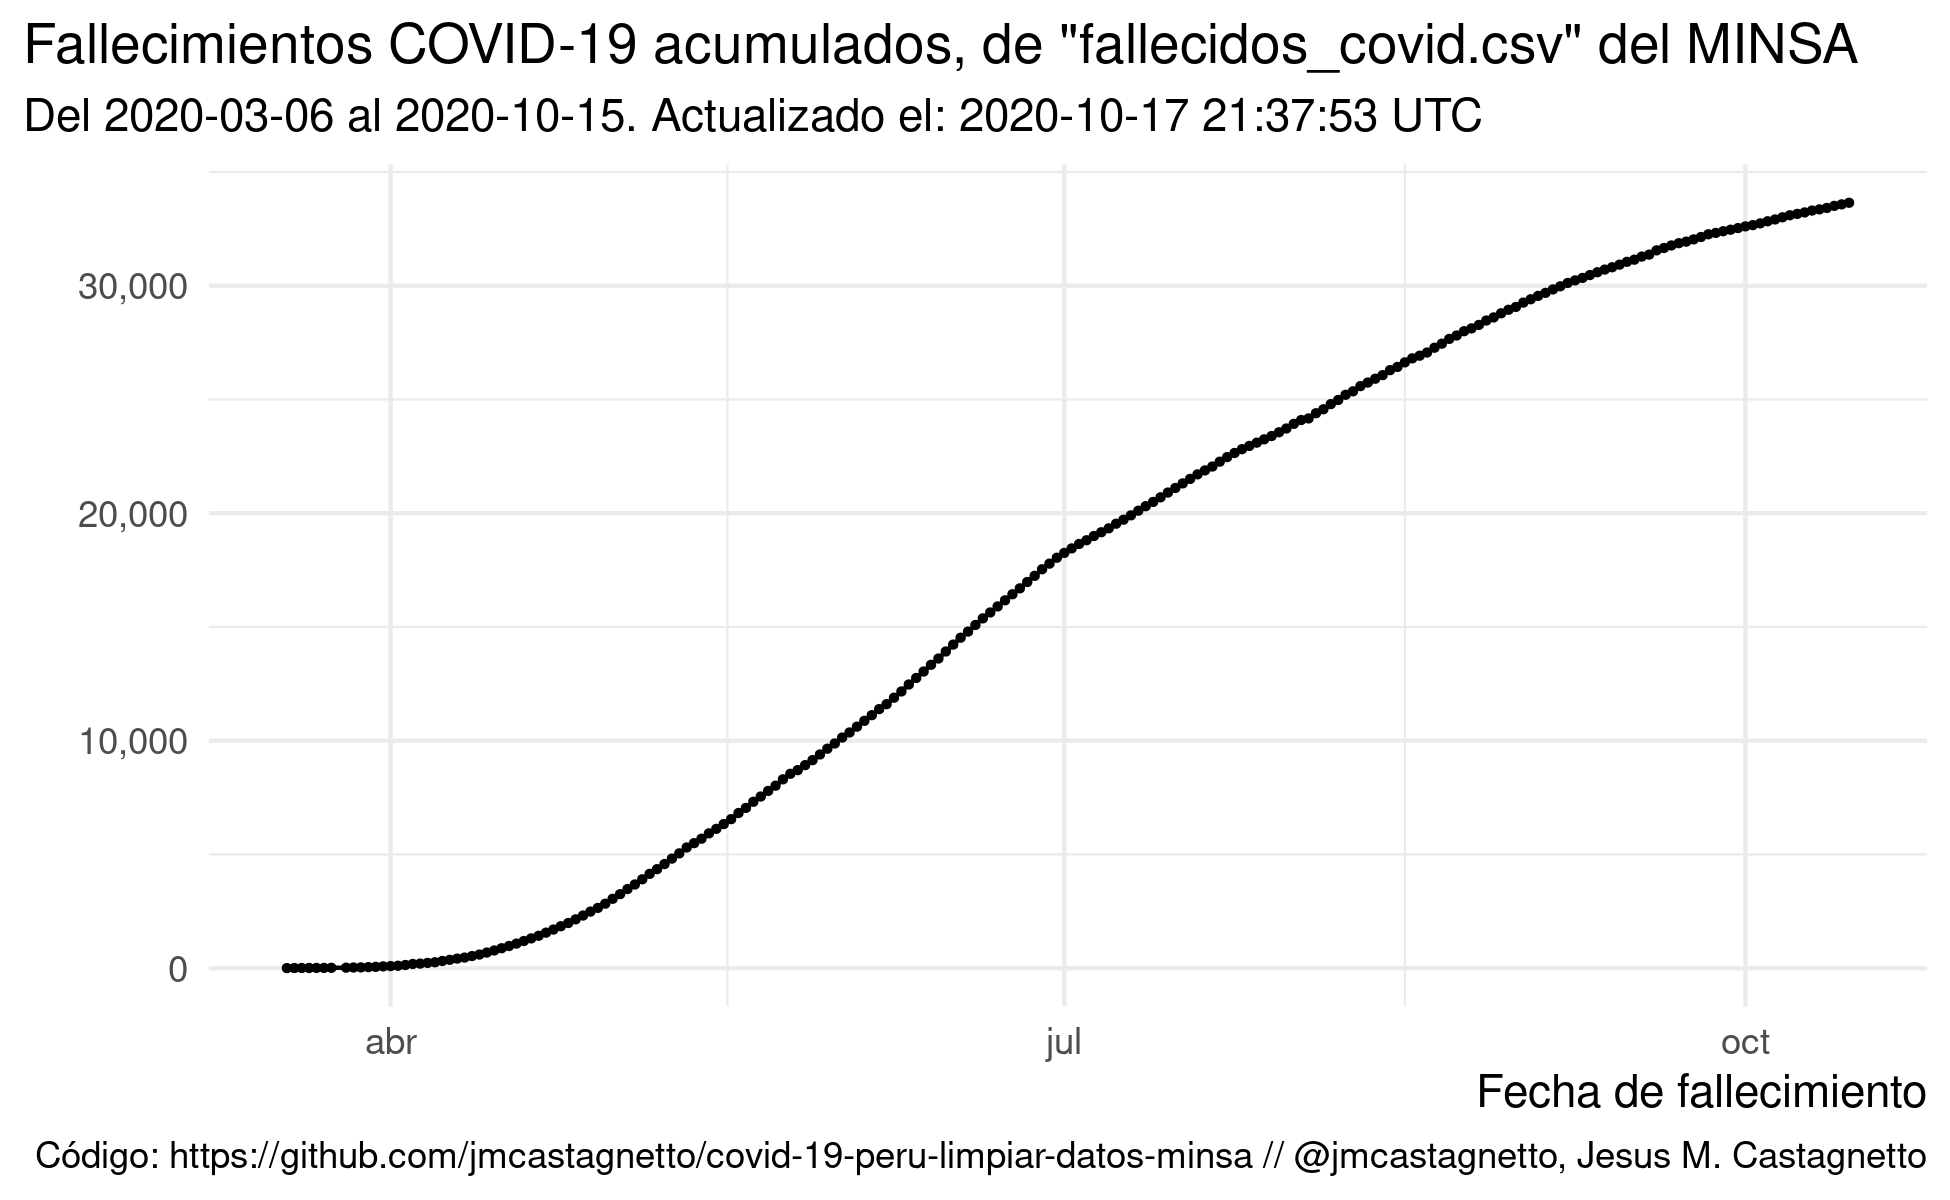 Fallecimientos COVID-19 acumulados, de "fallecidos_covid.csv" del MINSA
Del 2020-03-06 al 2020-10-15. Actualizado el: 2020-10-17 21:37:53 UTC
30,000
20,000
10,000
0
abr jul oct
Fecha de fallecimiento
Código: https://github.com/jmcastagnetto/covid-19-peru-limpiar-datos-minsa // @jmcastagnetto, Jesus M. Castagnetto